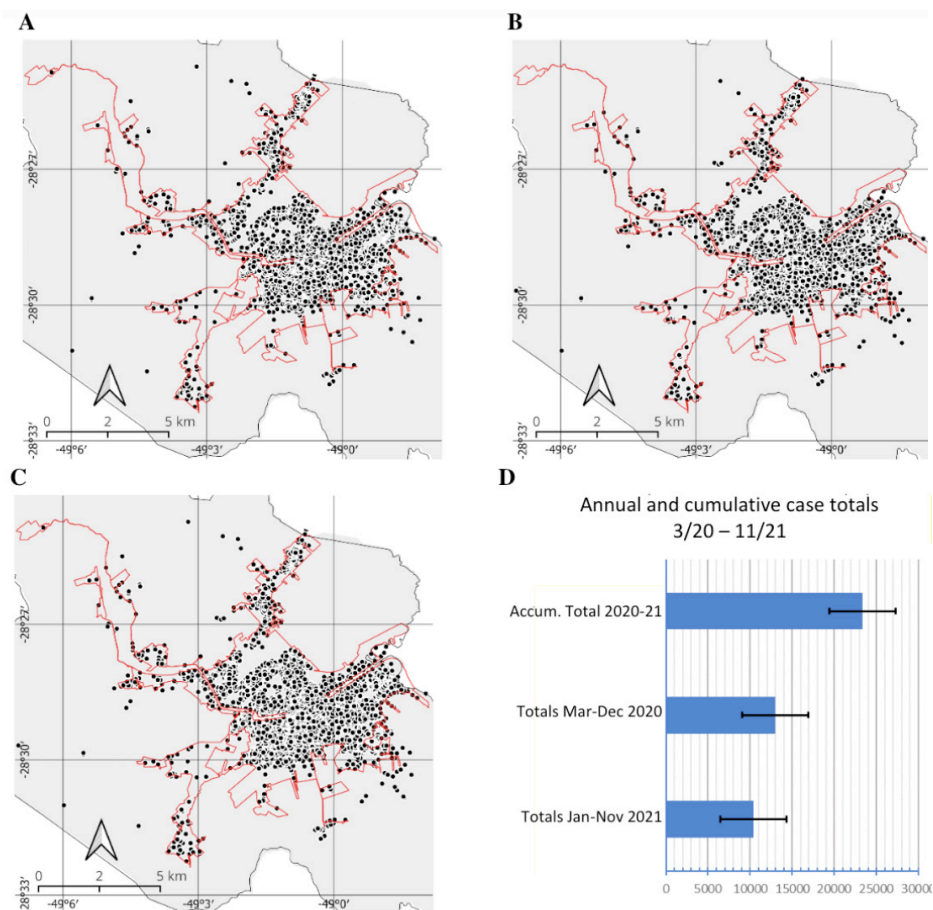 A
-28°27'
-28°30'
-28°33'
0 2 5 km
-49°6' -49°3' -49°0'
B
-28°27'
-28°30'
-28°33'
0 2 5 km
-49°6' -49°3' -49°0'
C
-28°27'
-28°30'
-28°33'
0 2 5 km
-49°6' -49°3' -49°0'
D
Annual and cumulative case totals
3/20 – 11/21
Accum. Total 2020-21
Totals Mar-Dec 2020
Totals Jan-Nov 2021
0 5000 10000 15000 20000 25000 30000